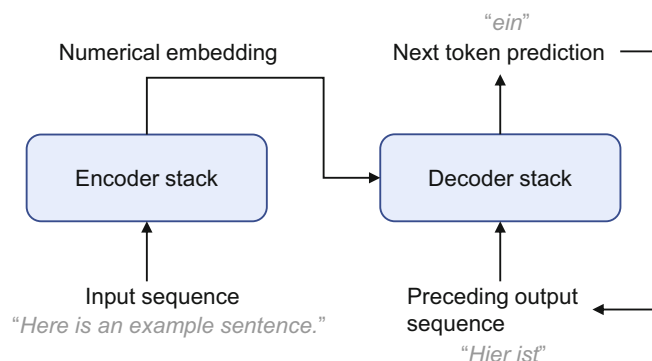 “ein”
Numerical embedding
Next token prediction
Encoder stack
Decoder stack
Input sequence
“Here is an example sentence.”
Preceding output
sequence
“Hier ist”